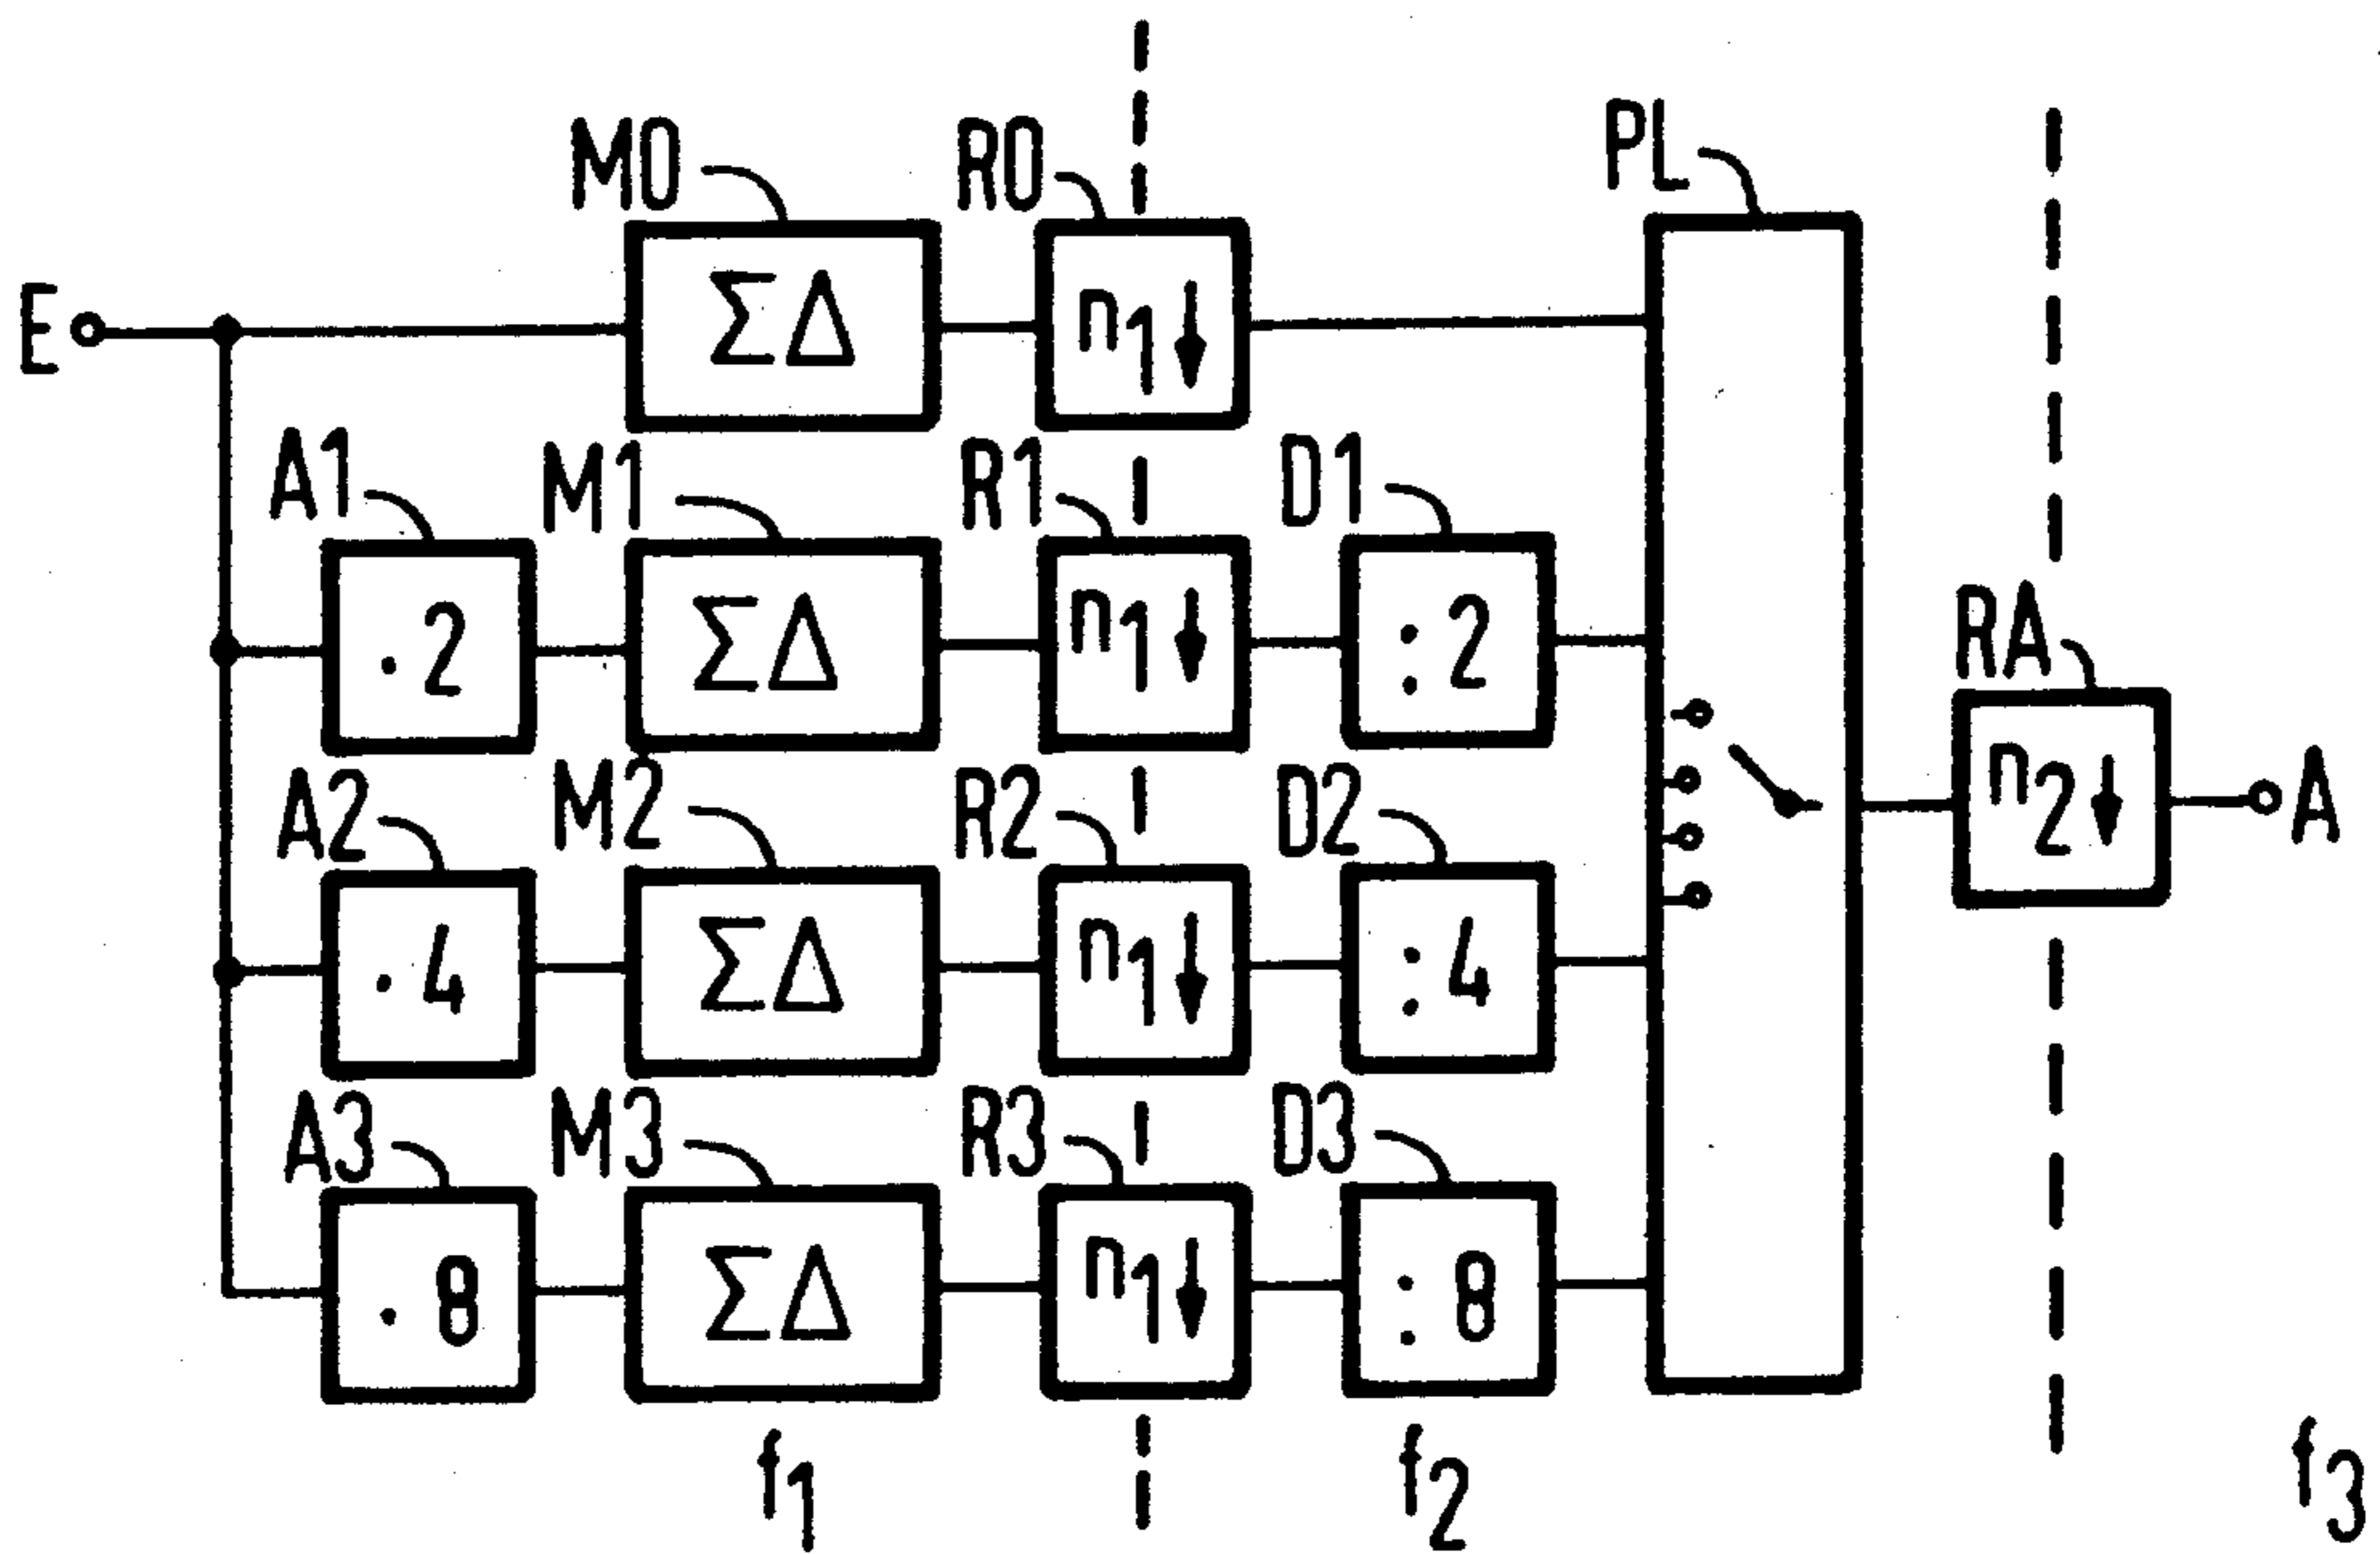 M0 R0 PL
E ΣΔ n1↓
A1 M1 R1 D1
. 2 ΣΔ n1↓ : 2 RA
A2 M2 R2 D2 n2↓ A
. 4 ΣΔ n1↓ : 4
A3 M3 R3 D3
. 8 ΣΔ n1↓ : 8
f1 f2 f3